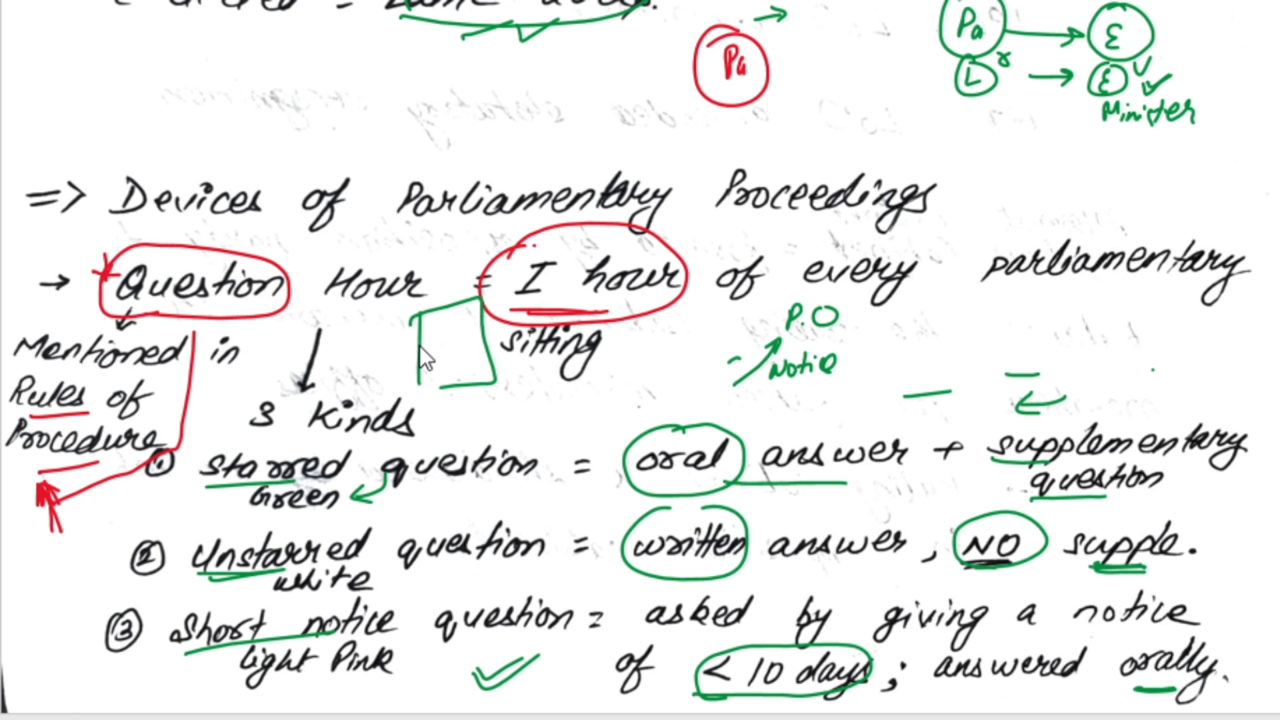 Pa
Pa
E
L
E
Minister
=> Devices of Parliamentary Proceedings
→ Question Hour = I hour of every parliamentary
sitting
P.O
Notice
Mentioned in
Rules of
Procedure
3 Kinds
① starred question = oral answer + supplementary
question
Green
② Unstarred question = written answer, NO supple.
white
③ Short notice question = asked by giving a notice
light Pink
of < 10 days; answered orally.